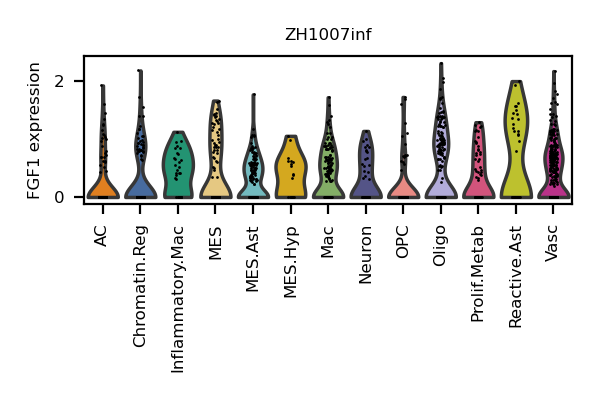 ZH1007inf
FGF1 expression
2
0
AC
Chromatin.Reg
Inflammatory.Mac
MES
MES.Ast
MES.Hyp
Mac
Neuron
OPC
Oligo
Prolif.Metab
Reactive.Ast
Vasc